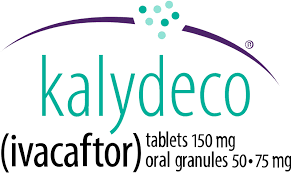 ®
kalydeco
(ivacaftor) tablets 150 mg
oral granules 50•75 mg